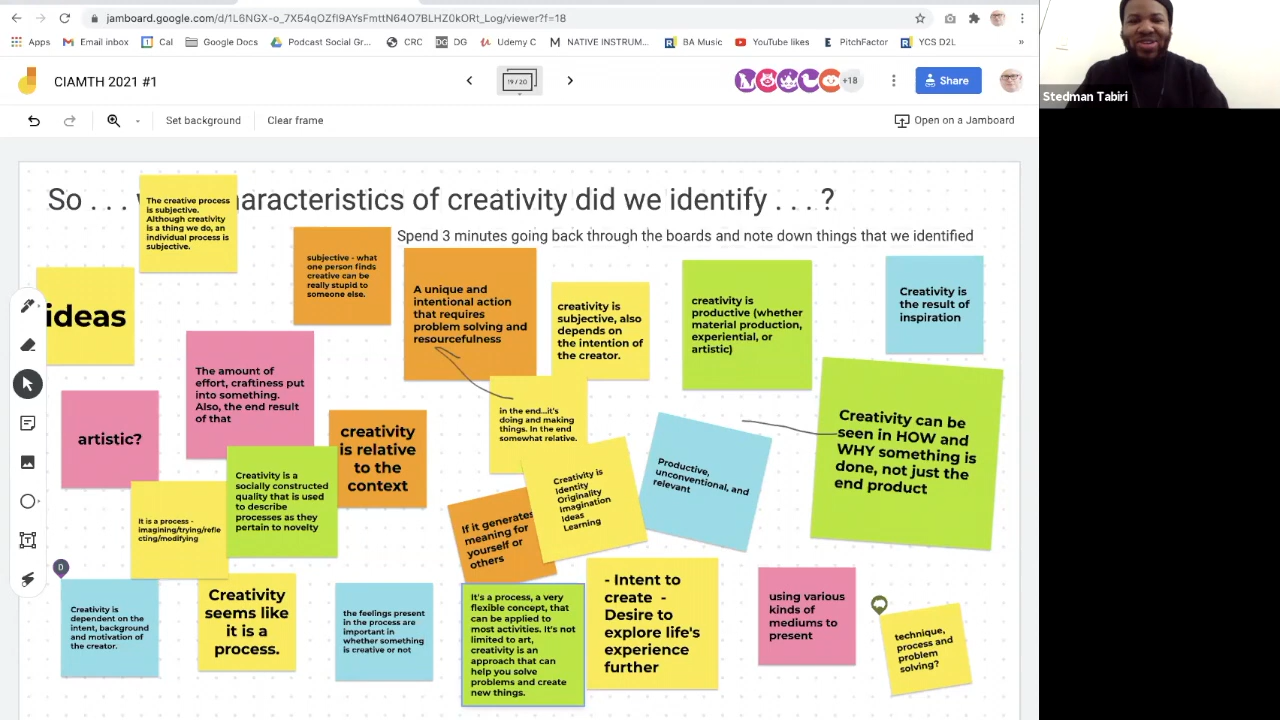 jamboard.google.com/d/1L6NGX-o_7X54qOZfI9AYsFmttN64O7BLHZ0kORt_Log/viewer?f=18
Apps
Email inbox
Cal
Google Docs
Podcast Social Gr...
CRC
DG
DG
Udemy C
NATIVE INSTRUM...
BA Music
YouTube likes
PitchFactor
YCS D2L
»
CIAMTH 2021 #1
19 / 20
+18
Share
Set background
Clear frame
Open on a Jamboard
Stedman Tabiri
So . . .
aracteristics of creativity did we identify . . . ?
Spend 3 minutes going back through the boards and note down things that we identified
The creative process
is subjective.
Although creativity
is a thing we do, an
individual process is
subjective.
subjective - what
one person finds
creative can be
really stupid to
someone else.
A unique and
intentional action
that requires
problem solving and
resourcefulness
creativity is
subjective, also
depends on
the intention of
the creator.
creativity is
productive (whether
material production,
experiential, or
artistic)
Creativity is
the result of
inspiration
ideas
The amount of
effort, craftiness put
into something.
Also, the end result
of that
artistic?
creativity
is relative
to the
context
in the end...it's
doing and making
things. In the end
somewhat relative.
Creativity can be
seen in HOW and
WHY something is
done, not just the
end product
Productive,
unconventional, and
relevant
Creativity is
Identity
Originality
Imagination
Ideas
Learning
Creativity is a
socially constructed
quality that is used
to describe
processes as they
pertain to novelty
It is a process -
imagining/trying/refle
cting/modifying
If it generates
meaning for
yourself or
others
D
Creativity is
dependent on the
intent, background
and motivation of
the creator.
Creativity
seems like
it is a
process.
the feelings present
in the process are
important in
whether something
is creative or not
It's a process, a very
flexible concept, that
can be applied to
most activities. It's not
limited to art,
creativity is an
approach that can
help you solve
problems and create
new things.
- Intent to
create -
Desire to
explore life's
experience
further
using various
kinds of
mediums to
present
technique,
process and
problem
solving?